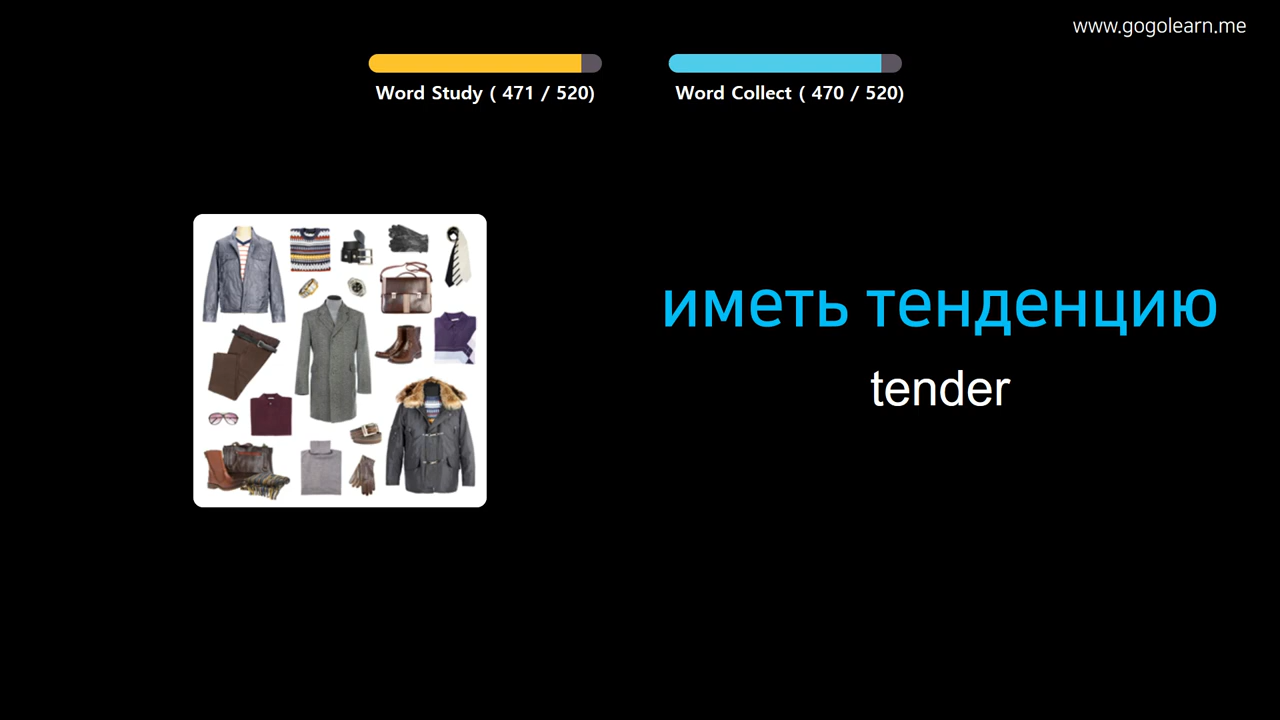 www.gogolearn.me
Word Study ( 471 / 520)
Word Collect ( 470 / 520)
иметь тенденцию
tender